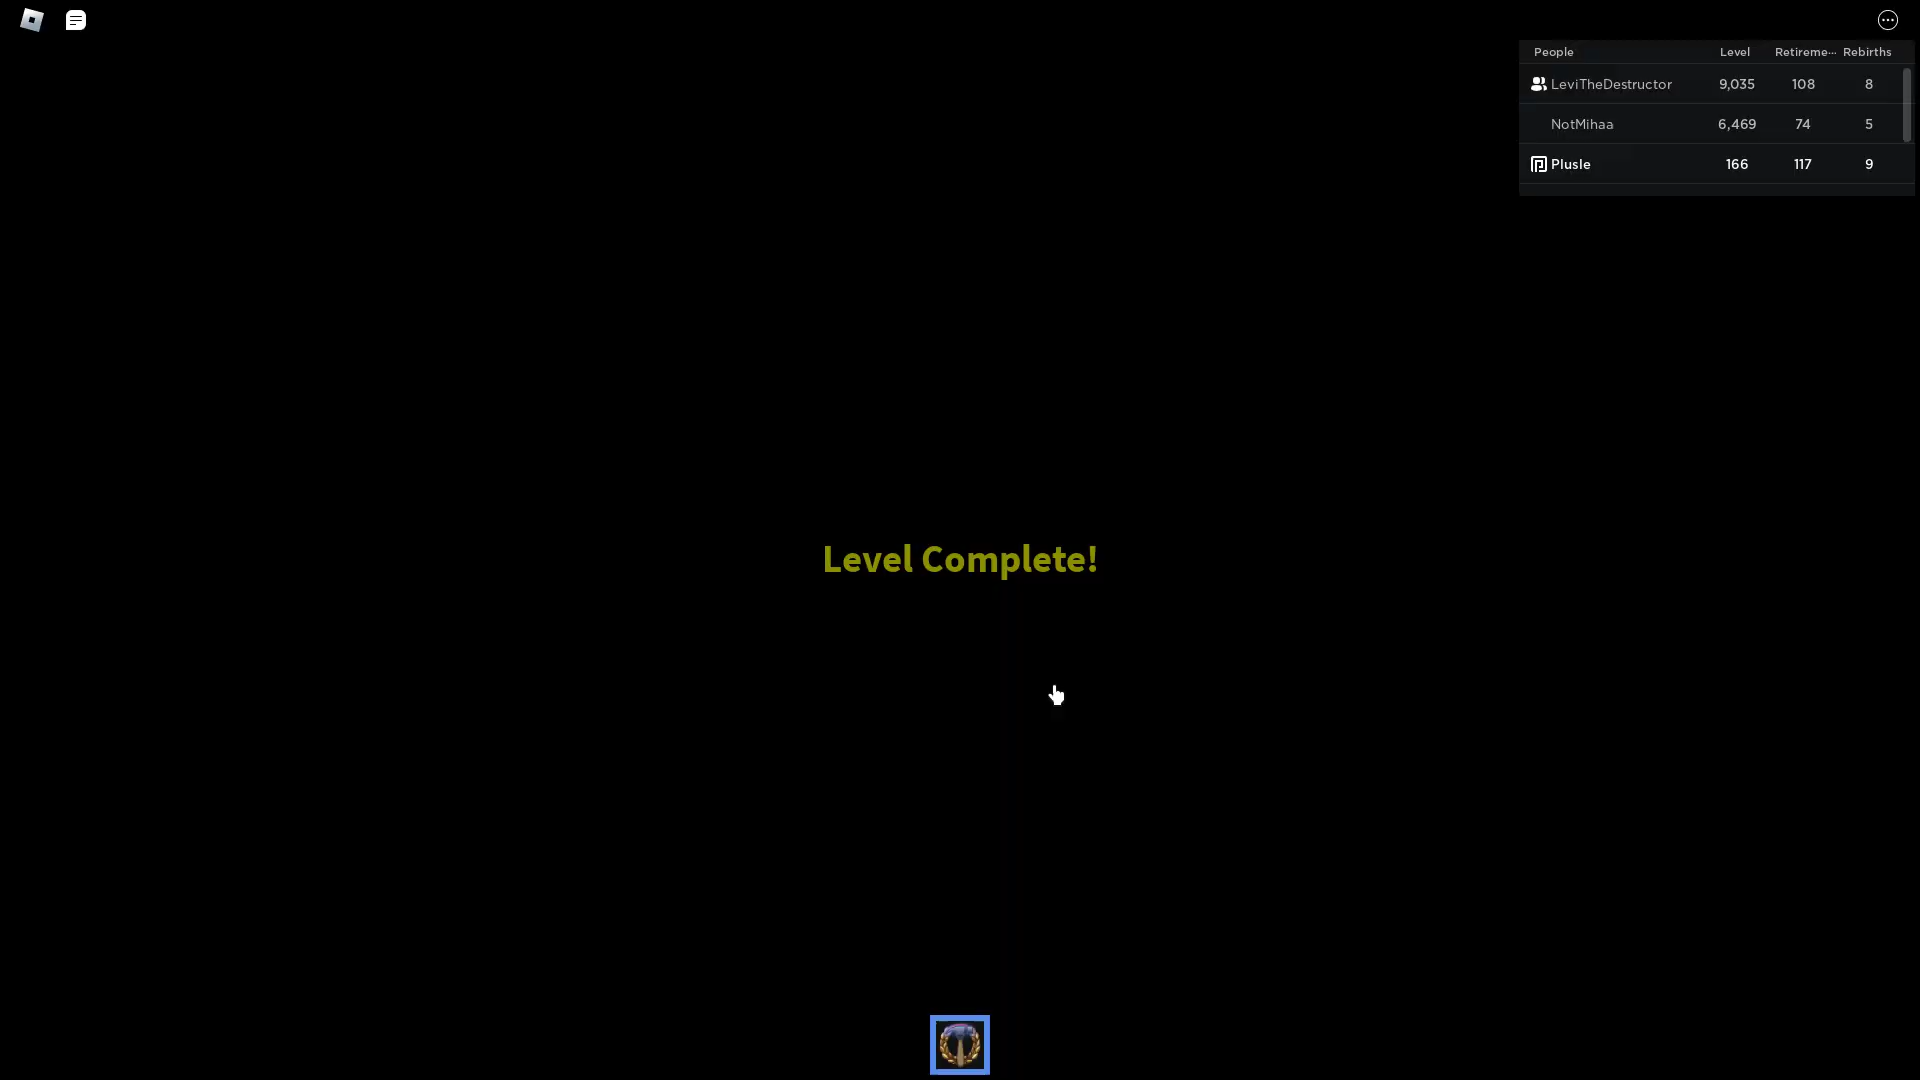 People Level Retireme... Rebirths
LeviTheDestructor 9,035 108 8
NotMihaa 6,469 74 5
Plusle 166 117 9
Level Complete!